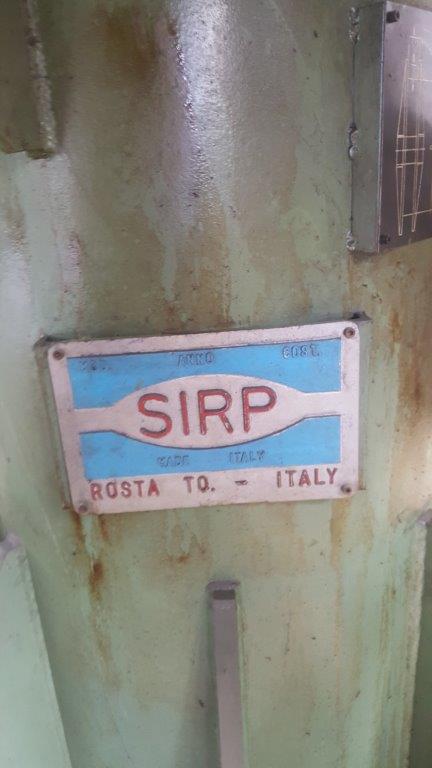 ANNO COST.
SIRP
MADE ITALY
ROSTA TO. - ITALY